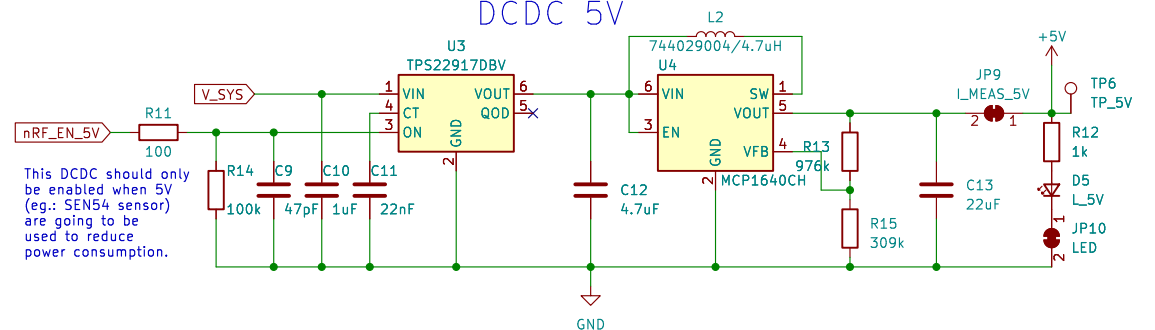 DCDC 5V
L2
744029004/4.7uH
+5V
U3
TPS22917DBV
U4
JP9
I_MEAS_5V
TP6
TP_5V
V_SYS
1 VIN VOUT 6
4 CT QOD 5
3 ON
GND
2
6 VIN SW 1
VOUT 5
3 EN
VFB 4
GND
2
MCP1640CH
2 1
R11
100
nRF_EN_5V
R13
976k
R12
1k
This DCDC should only
be enabled when 5V
(eg.: SEN54 sensor)
are going to be
used to reduce
power consumption.
R14
100k
C9
47pF
C10
1uF
C11
22nF
C12
4.7uF
C13
22uF
D5
L_5V
R15
309k
1
JP10
LED
2
GND